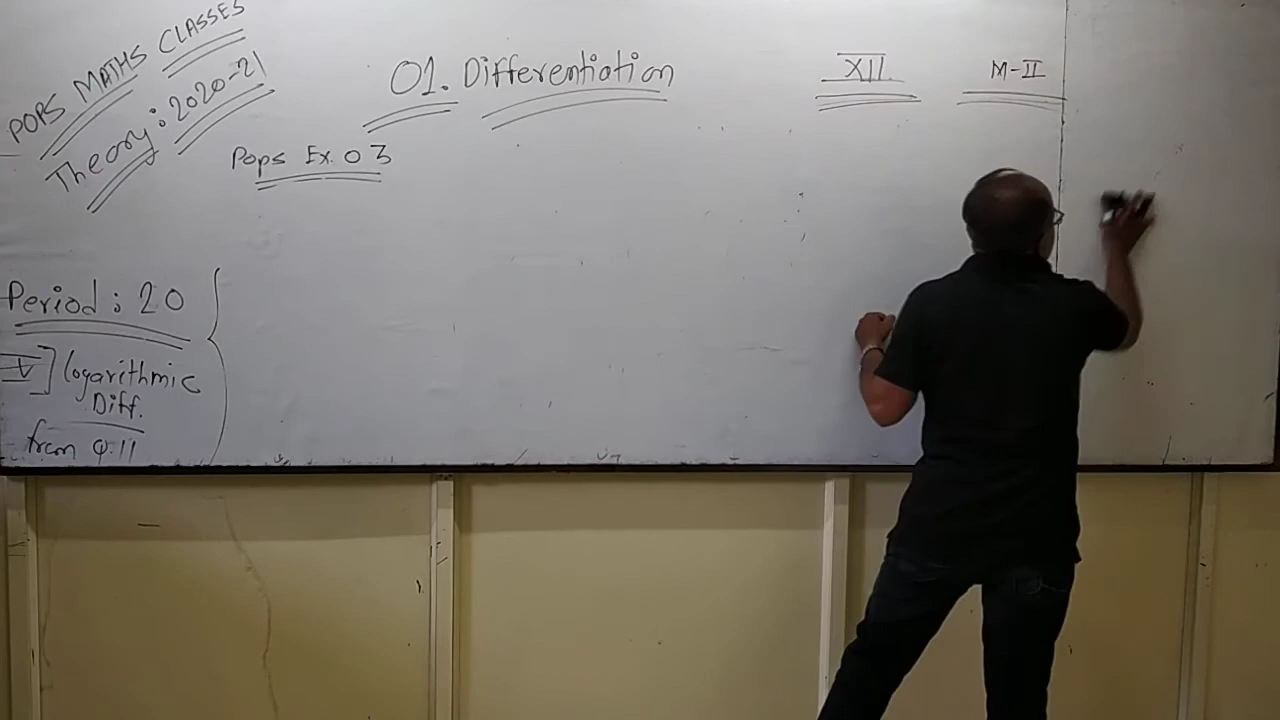 POPS MATHS CLASSES
Theory: 2020-21
01. Differentiation
XII
M-II
Pops Ex. 03
Period: 20
V] Logarithmic
Diff.
from Q.11